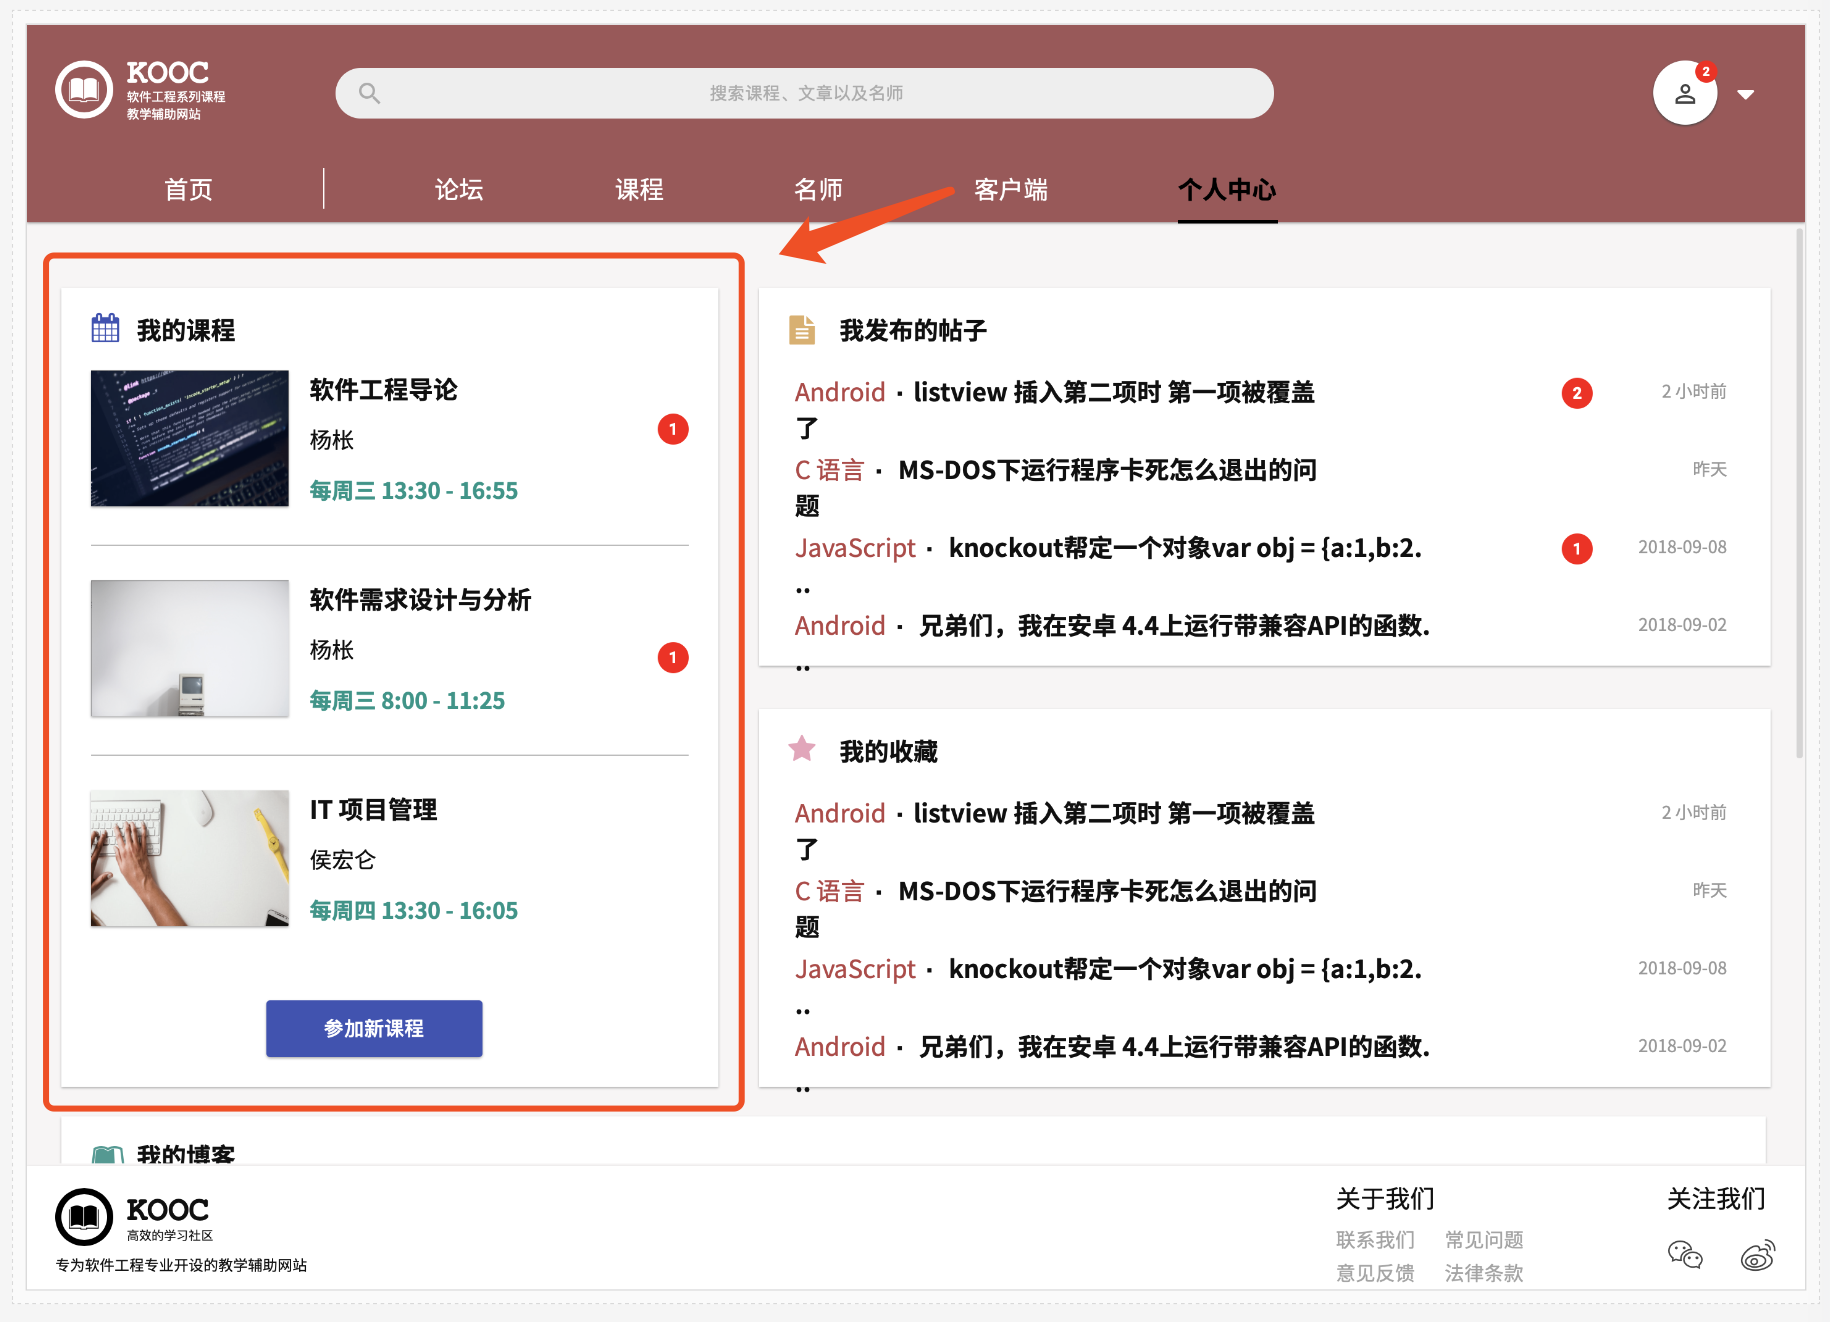 KOOC
软件工程系列课程
教学辅助网站
搜索课程、文章以及名师
2
首页
论坛
课程
名师
客户端
个人中心
我的课程
软件工程导论
杨枨
每周三 13:30 - 16:55
1
软件需求设计与分析
杨枨
每周三 8:00 - 11:25
1
IT 项目管理
侯宏仑
每周四 13:30 - 16:05
参加新课程
我发布的帖子
Android · listview 插入第二项时 第一项被覆盖
了
2
2 小时前
C 语言 · MS-DOS下运行程序卡死怎么退出的问
题
昨天
JavaScript · knockout帮定一个对象var obj = {a:1,b:2.
..
1
2018-09-08
Android · 兄弟们，我在安卓 4.4上运行带兼容API的函数.
..
2018-09-02
我的收藏
Android · listview 插入第二项时 第一项被覆盖
了
2 小时前
C 语言 · MS-DOS下运行程序卡死怎么退出的问
题
昨天
JavaScript · knockout帮定一个对象var obj = {a:1,b:2.
..
2018-09-08
Android · 兄弟们，我在安卓 4.4上运行带兼容API的函数.
..
2018-09-02
我的博客
KOOC
高效的学习社区
专为软件工程专业开设的教学辅助网站
关于我们
联系我们 常见问题
意见反馈 法律条款
关注我们